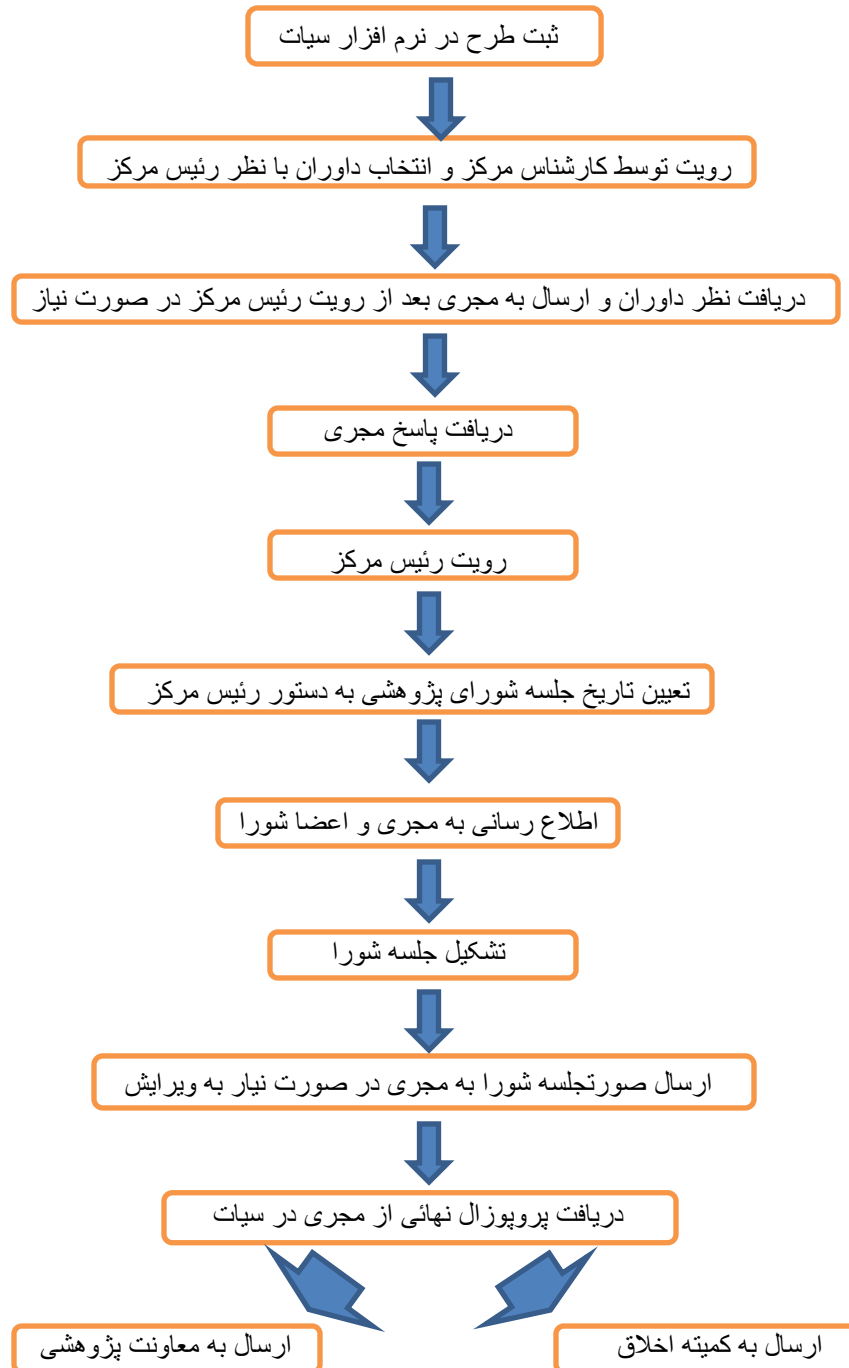 ثبت طرح در نرم افزار سیات
رویت توسط کارشناس مرکز و انتخاب داوران با نظر رئیس مرکز
دریافت نظر داوران و ارسال به مجری بعد از رویت رئیس مرکز در صورت نیاز
دریافت پاسخ مجری
رویت رئیس مرکز
تعیین تاریخ جلسه شورای پژوهشی به دستور رئیس مرکز
اطلاع رسانی به مجری و اعضا شورا
تشکیل جلسه شورا
ارسال صورتجلسه شورا به مجری در صورت نیار به ویرایش
دریافت پروپوزال نهائی از مجری در سیات
ارسال به کمیته اخلاق
ارسال به معاونت پژوهشی